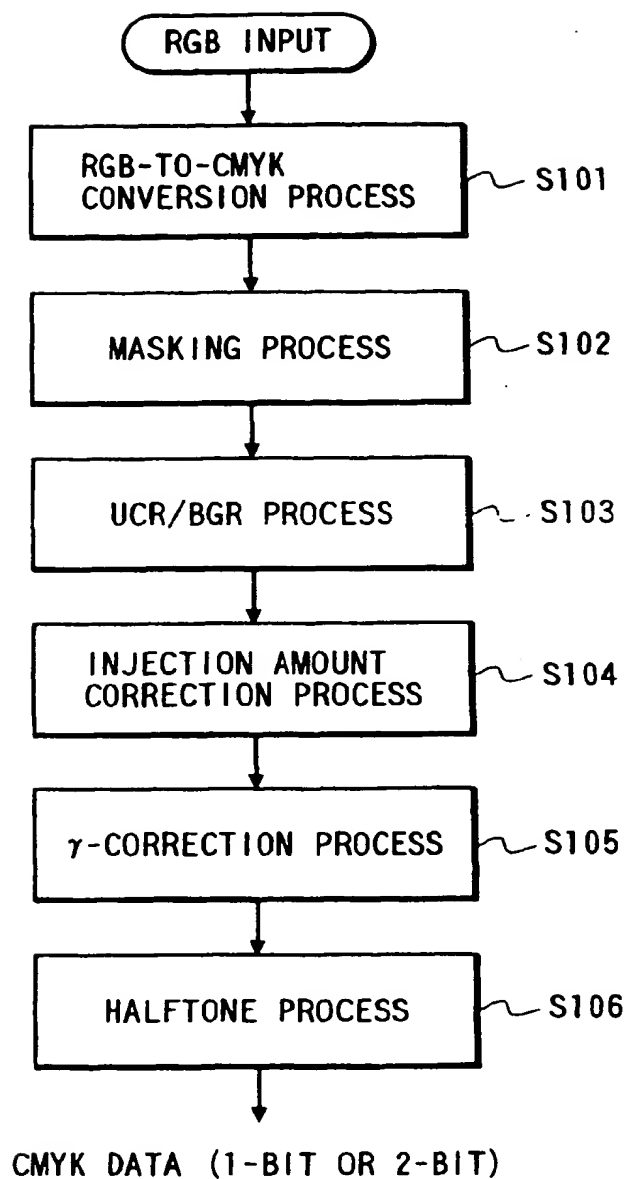 RGB INPUT
RGB-TO-CMYK
CONVERSION PROCESS
S101
MASKING PROCESS
S102
UCR/BGR PROCESS
S103
INJECTION AMOUNT
CORRECTION PROCESS
S104
γ-CORRECTION PROCESS
S105
HALFTONE PROCESS
S106
CMYK DATA (1-BIT OR 2-BIT)